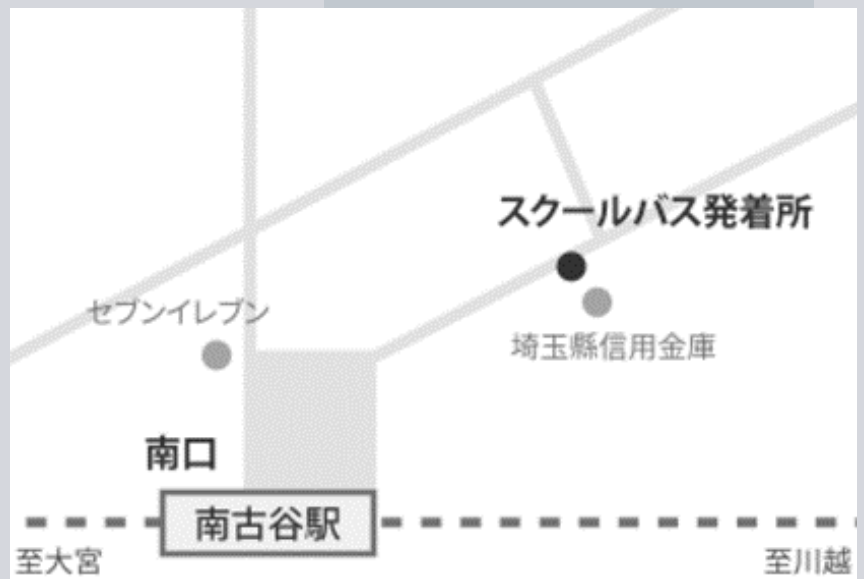 スクールバス発着所
セブンイレブン
埼玉縣信用金庫
南口
南古谷駅
至大宮
至川越